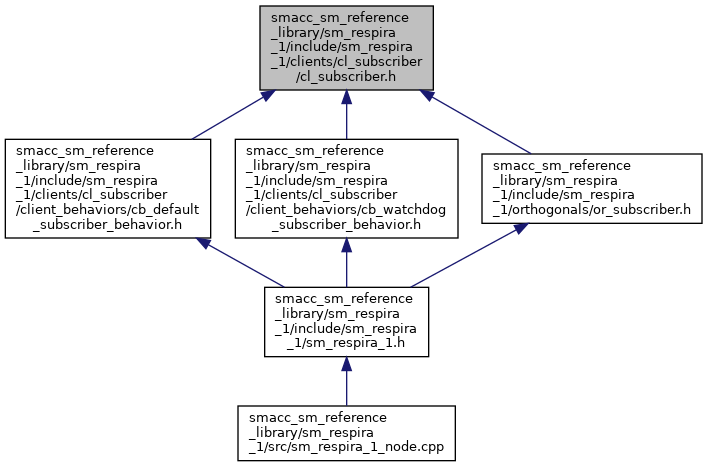 smacc_sm_reference
_library/sm_respira
_1/include/sm_respira
_1/clients/cl_subscriber
/cl_subscriber.h
smacc_sm_reference
_library/sm_respira
_1/include/sm_respira
_1/clients/cl_subscriber
/client_behaviors/cb_default
_subscriber_behavior.h
smacc_sm_reference
_library/sm_respira
_1/include/sm_respira
_1/clients/cl_subscriber
/client_behaviors/cb_watchdog
_subscriber_behavior.h
smacc_sm_reference
_library/sm_respira
_1/include/sm_respira
_1/orthogonals/or_subscriber.h
smacc_sm_reference
_library/sm_respira
_1/include/sm_respira
_1/sm_respira_1.h
smacc_sm_reference
_library/sm_respira
_1/src/sm_respira_1_node.cpp